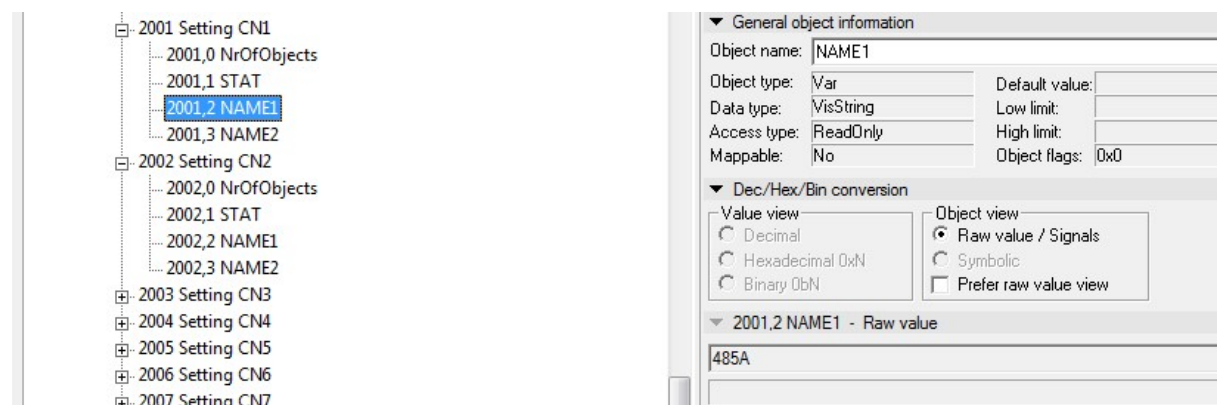 2001 Setting CN1
2001,0 NrOfObjects
2001,1 STAT
2001,2 NAME1
2001,3 NAME2
2002 Setting CN2
2002,0 NrOfObjects
2002,1 STAT
2002,2 NAME1
2002,3 NAME2
2003 Setting CN3
2004 Setting CN4
2005 Setting CN5
2006 Setting CN6
2007 Setting CN7
General object information
Object name: NAME1
Object type: Var Default value:
Data type: VisString Low limit:
Access type: ReadOnly High limit:
Mappable: No Object flags: 0x0
Dec/Hex/Bin conversion
Value view Object view
Decimal Raw value / Signals
Hexadecimal 0xN Symbolic
Binary 0bN Prefer raw value view
2001,2 NAME1 - Raw value
485A